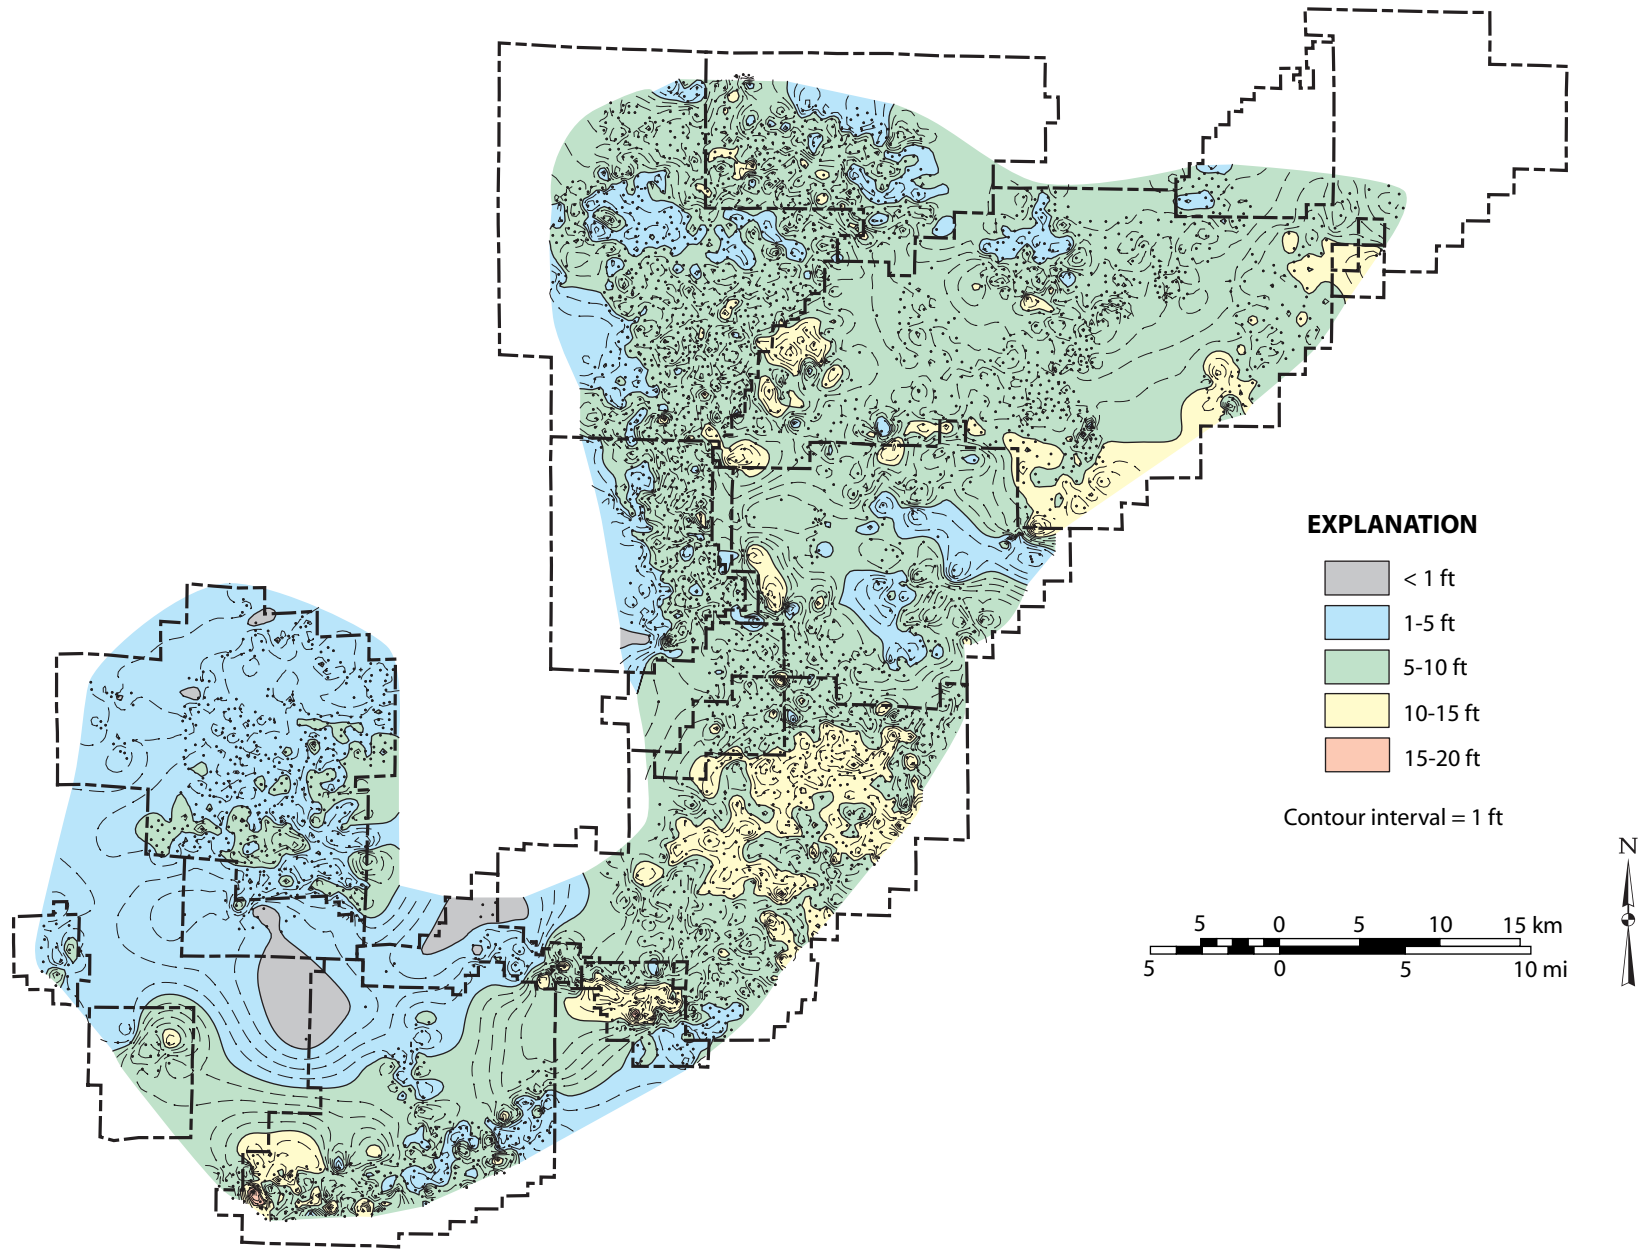 EXPLANATION
< 1 ft
1-5 ft
5-10 ft
10-15 ft
15-20 ft
Contour interval = 1 ft
N
5 0 5 10 15 km
5 0 5 10 mi